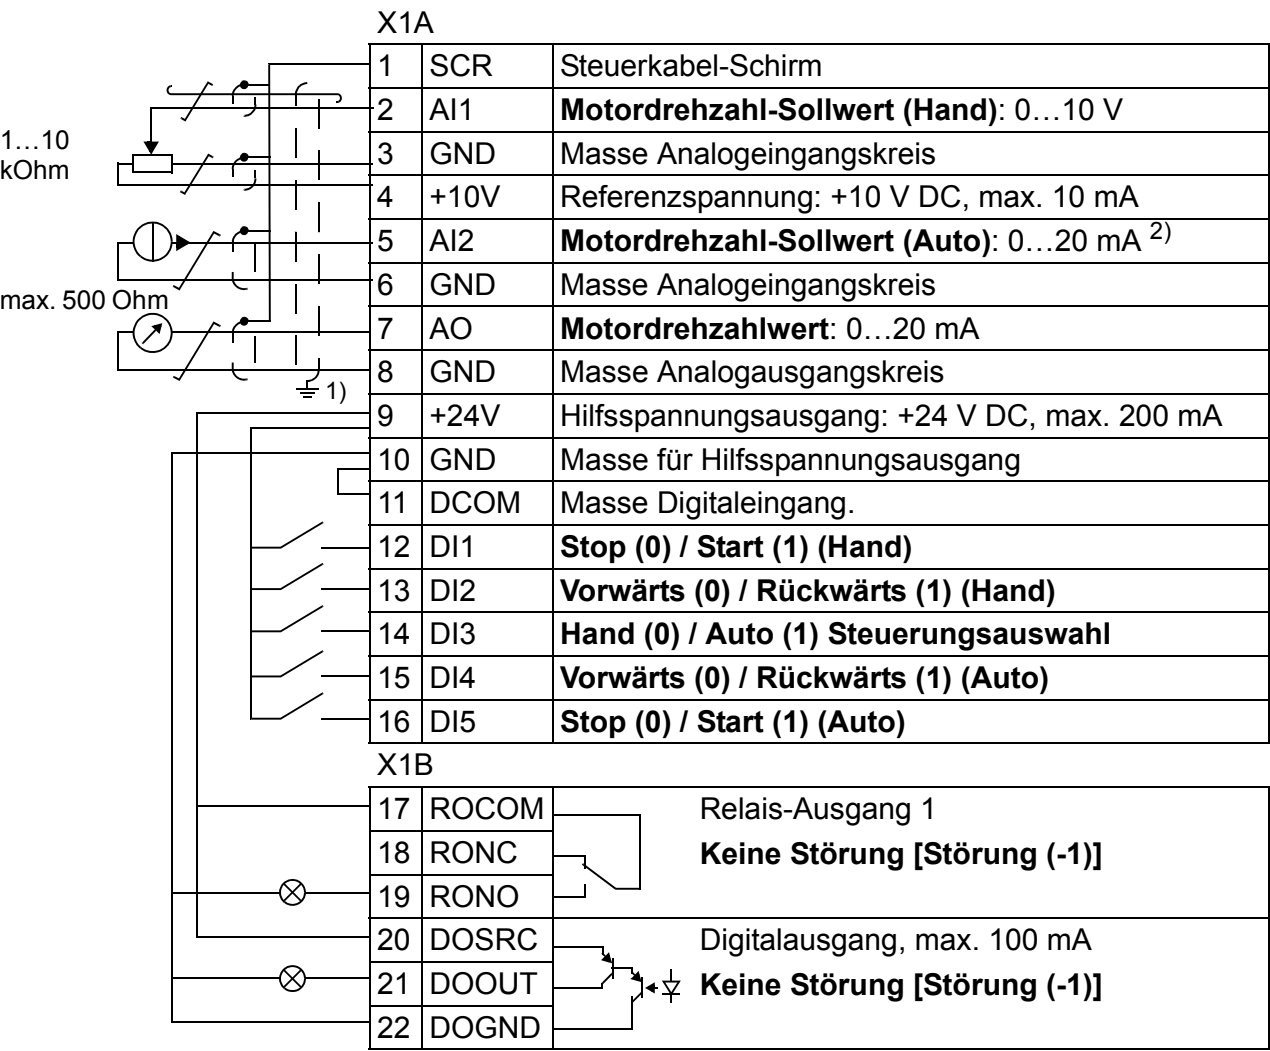 X1A
1 SCR Steuerkabel-Schirm
2 AI1 Motordrehzahl-Sollwert (Hand): 0…10 V
1…10
kOhm
3 GND Masse Analogeingangskreis
4 +10V Referenzspannung: +10 V DC, max. 10 mA
5 AI2 Motordrehzahl-Sollwert (Auto): 0…20 mA 2)
6 GND Masse Analogeingangskreis
max. 500 Ohm
7 AO Motordrehzahlwert: 0…20 mA
8 GND Masse Analogausgangskreis
1)
9 +24V Hilfsspannungsausgang: +24 V DC, max. 200 mA
10 GND Masse für Hilfsspannungsausgang
11 DCOM Masse Digitaleingang.
12 DI1 Stop (0) / Start (1) (Hand)
13 DI2 Vorwärts (0) / Rückwärts (1) (Hand)
14 DI3 Hand (0) / Auto (1) Steuerungsauswahl
15 DI4 Vorwärts (0) / Rückwärts (1) (Auto)
16 DI5 Stop (0) / Start (1) (Auto)
X1B
17 ROCOM Relais-Ausgang 1
18 RONC Keine Störung [Störung (-1)]
19 RONO
20 DOSRC Digitalausgang, max. 100 mA
21 DOOUT Keine Störung [Störung (-1)]
22 DOGND